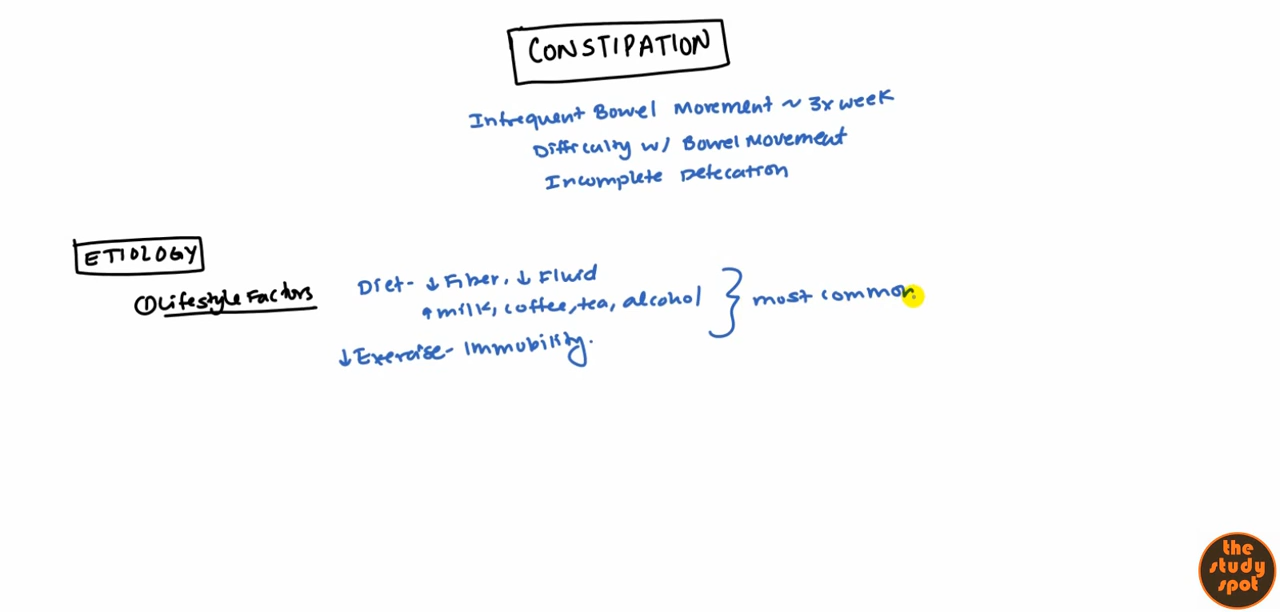 CONSTIPATION
Infrequent Bowel Movement ~ 3x week
Difficulty w/ Bowel Movement
Incomplete Defecation
ETIOLOGY
① Lifestyle Factors
Diet- ↓ Fiber, ↓ Fluid
↑ milk, coffee, tea, alcohol } most common.
↓ Exercise- Immobility.
the
study
spot